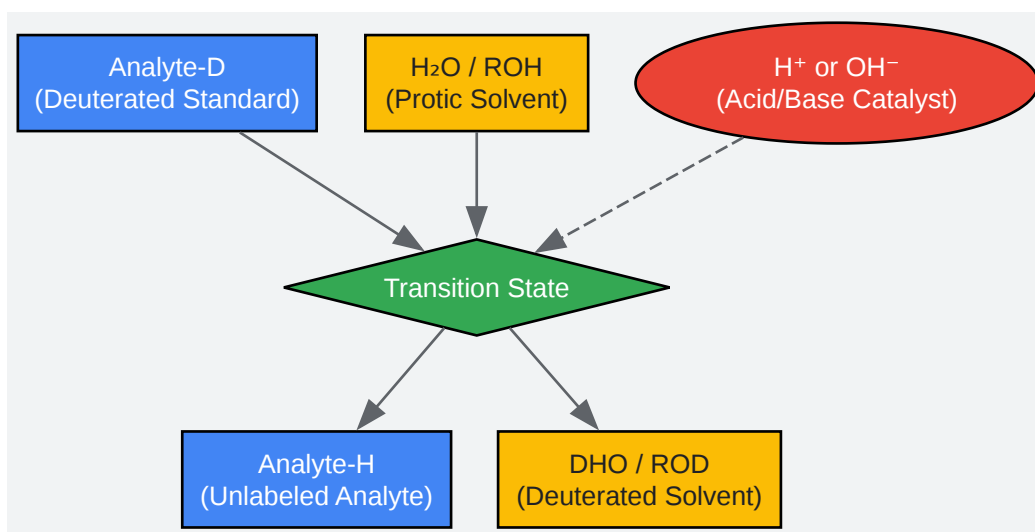 Analyte-D
(Deuterated Standard)
H₂O / ROH
(Protic Solvent)
H⁺ or OH⁻
(Acid/Base Catalyst)
Transition State
Analyte-H
(Unlabeled Analyte)
DHO / ROD
(Deuterated Solvent)